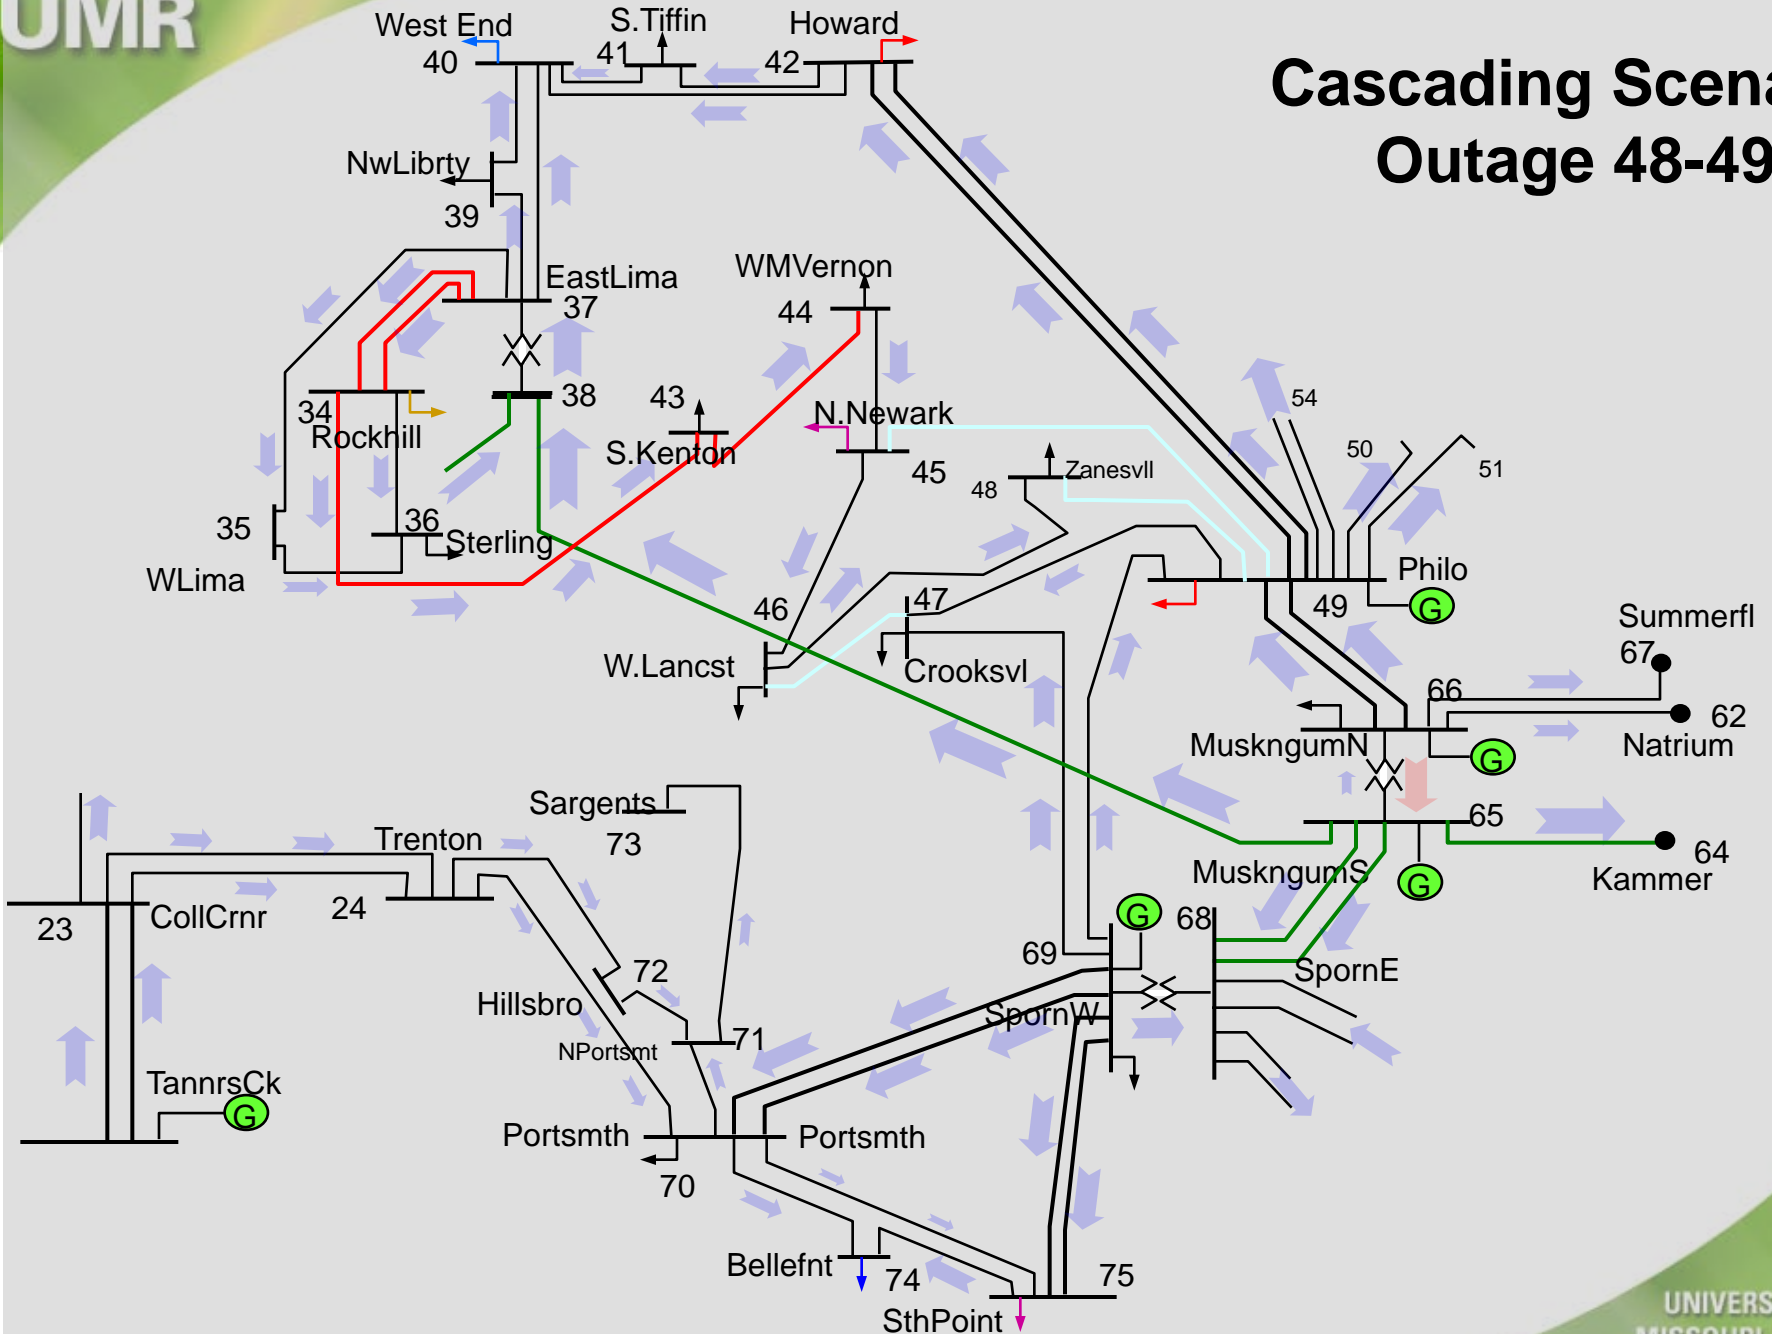 UMR
Cascading Scena
Outage 48-49
West End
S.Tiffin
Howard
40
41
42
NwLibrty
39
EastLima
37
WMVernon
44
38
43
34
Rockhill
S.Kenton
N.Newark
45
54
50
51
48
Zanesvll
35
36
Sterling
WLima
46
47
Philo
49
G
Summerfl
67
W.Lancst
Crooksvl
66
62
MuskngumN
Natrium
G
Sargents
73
Trenton
65
64
MuskngumS
Kammer
G
24
23
CollCrnr
G
68
69
72
Hillsbro
SpornE
SpornW
NPortsmt
71
TannrsCk
G
Portsmth
Portsmth
70
Bellefnt
74
75
SthPoint
UNIVERS